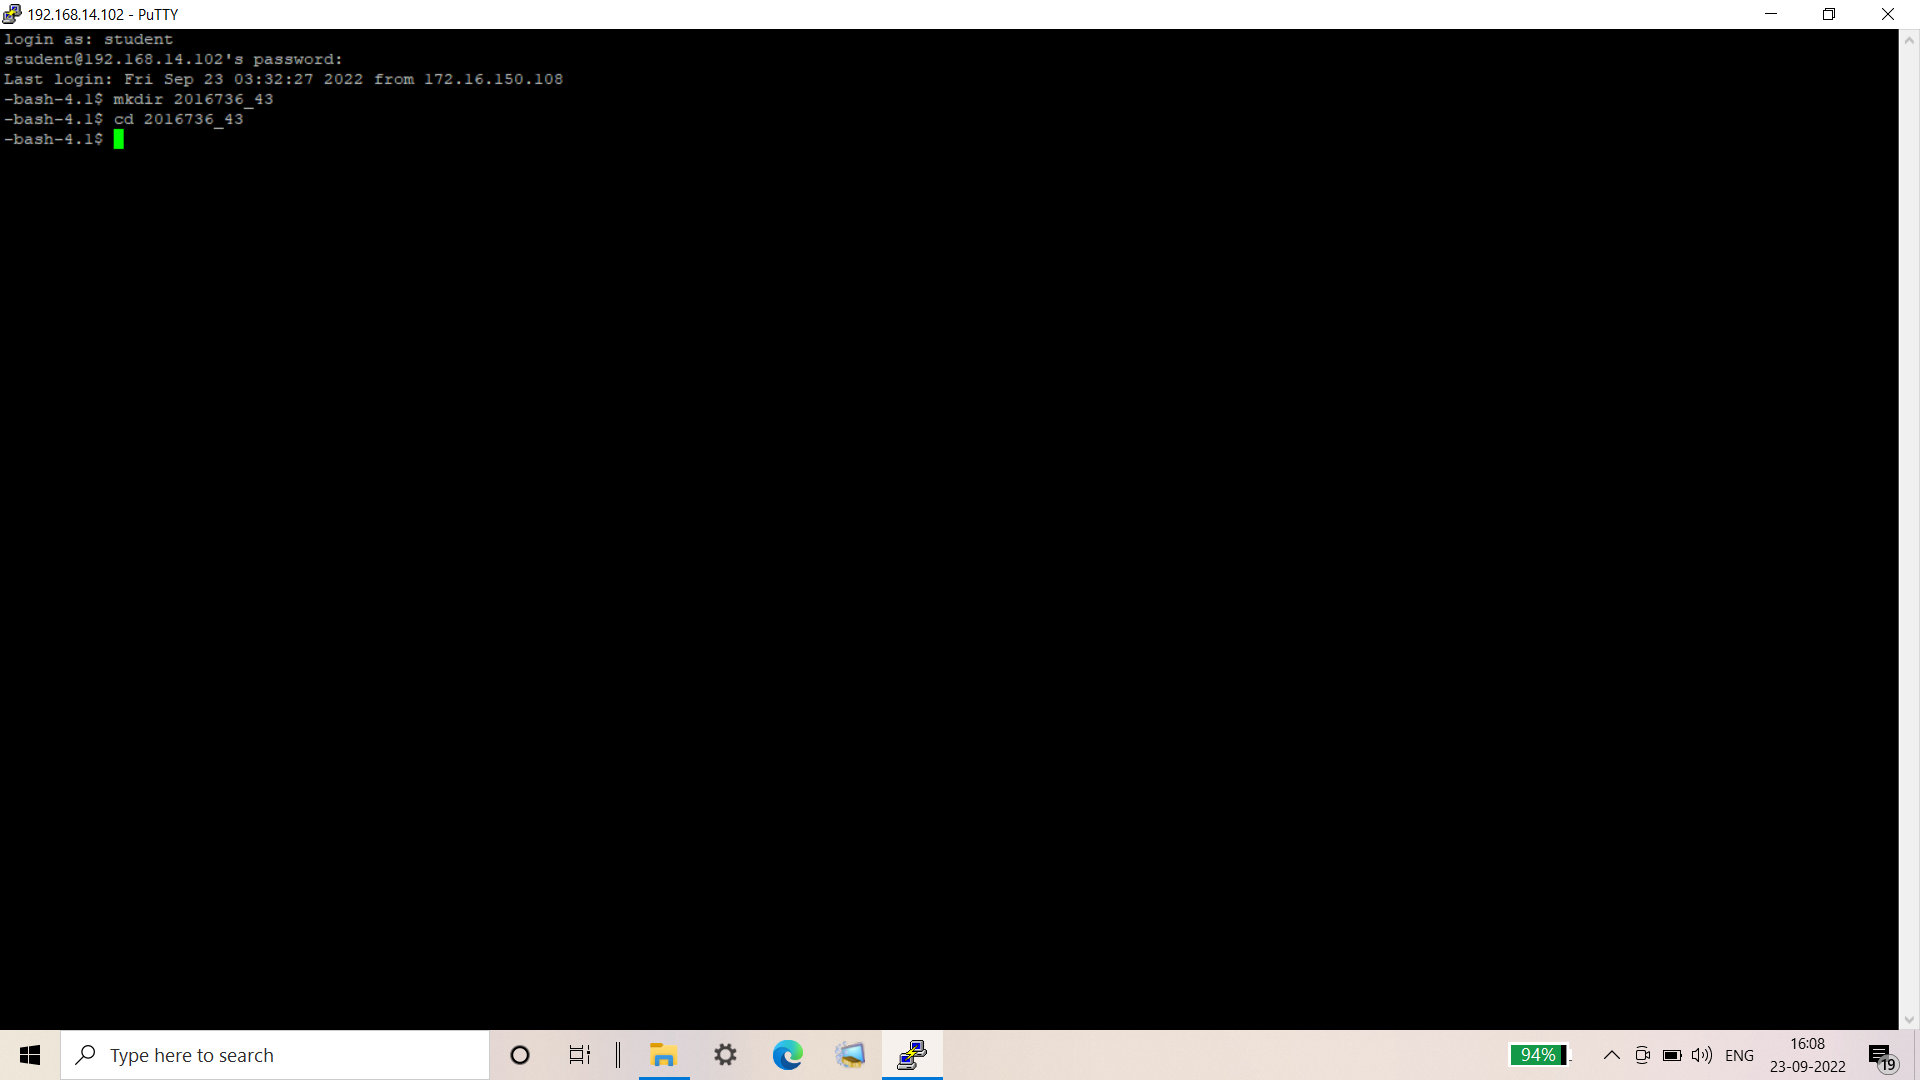 192.168.14.102 - PuTTY
login as: student
student@192.168.14.102's password:
Last login: Fri Sep 23 03:32:27 2022 from 172.16.150.108
-bash-4.1$ mkdir 2016736_43
-bash-4.1$ cd 2016736_43
-bash-4.1$
Type here to search
94%
ENG
16:08
23-09-2022
19